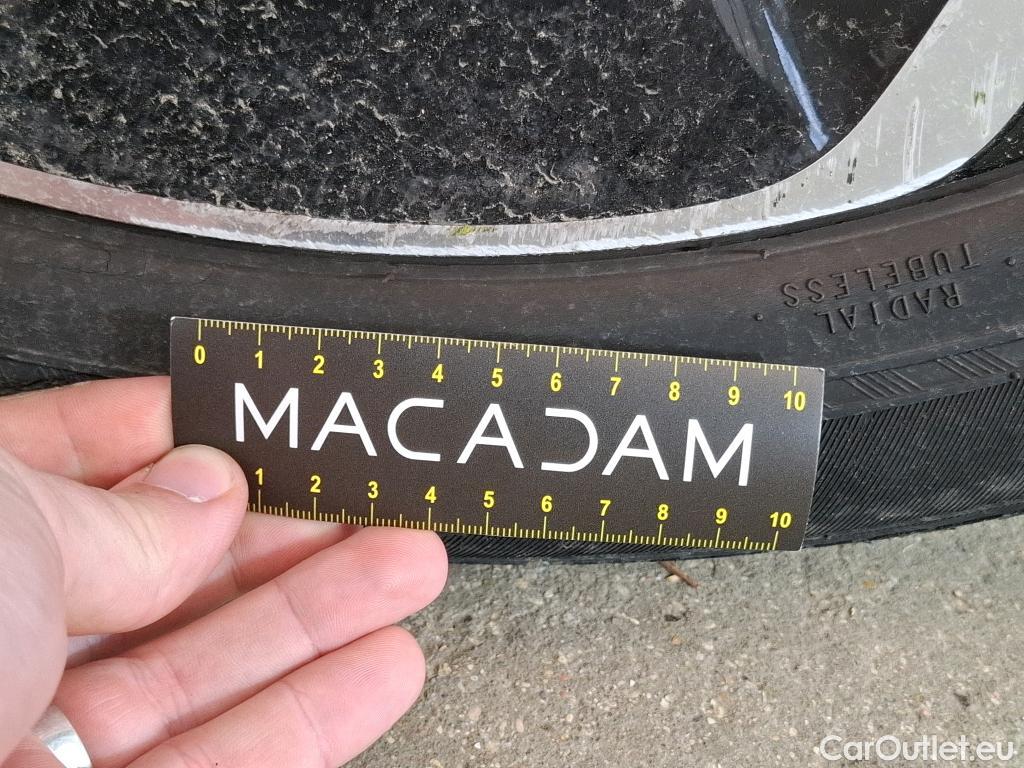 RADIAL
TUBELESS
0 1 2 3 4 5 6 7 8 9 10
MACADAM
1 2 3 4 5 6 7 8 9 10
CarOutlet.eu